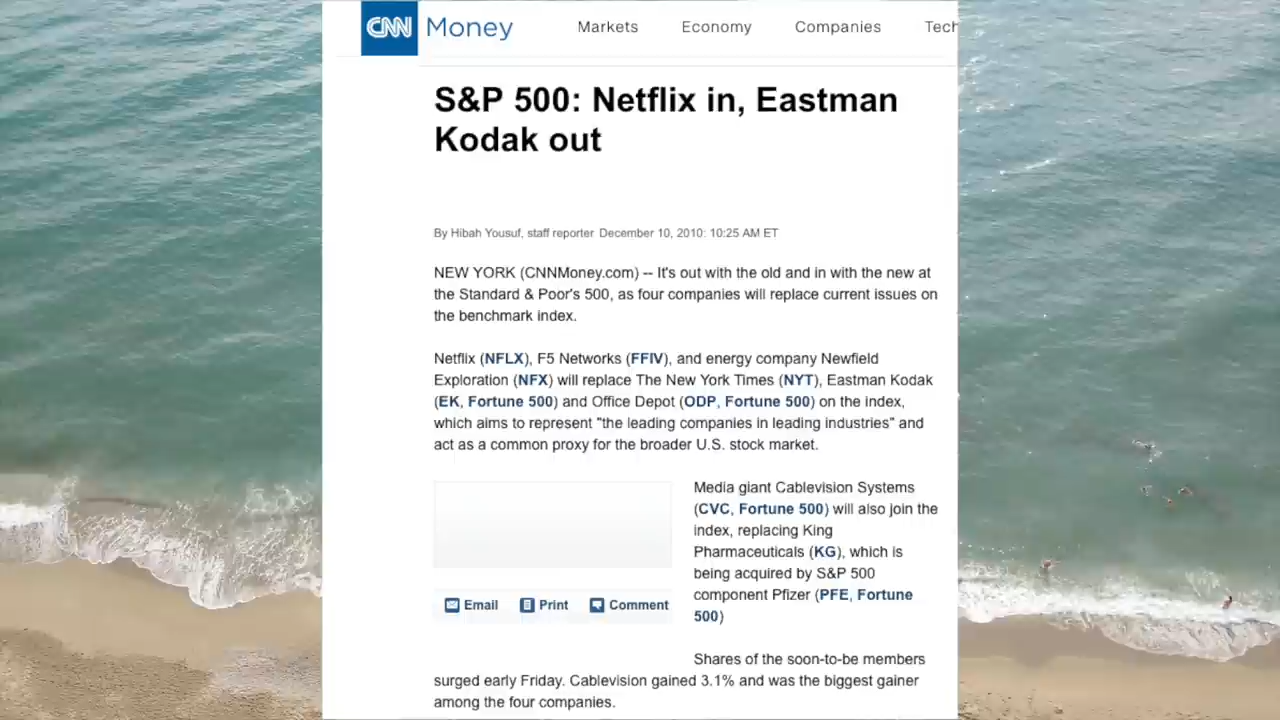 CNN Money Markets Economy Companies Tech
S&P 500: Netflix in, Eastman
Kodak out
By Hibah Yousuf, staff reporter December 10, 2010: 10:25 AM ET
NEW YORK (CNNMoney.com) -- It's out with the old and in with the new at
the Standard & Poor's 500, as four companies will replace current issues on
the benchmark index.
Netflix (NFLX), F5 Networks (FFIV), and energy company Newfield
Exploration (NFX) will replace The New York Times (NYT), Eastman Kodak
(EK, Fortune 500) and Office Depot (ODP, Fortune 500) on the index,
which aims to represent "the leading companies in leading industries" and
act as a common proxy for the broader U.S. stock market.
Media giant Cablevision Systems
(CVC, Fortune 500) will also join the
index, replacing King
Pharmaceuticals (KG), which is
being acquired by S&P 500
component Pfizer (PFE, Fortune
500)
Email Print Comment
Shares of the soon-to-be members
surged early Friday. Cablevision gained 3.1% and was the biggest gainer
among the four companies.